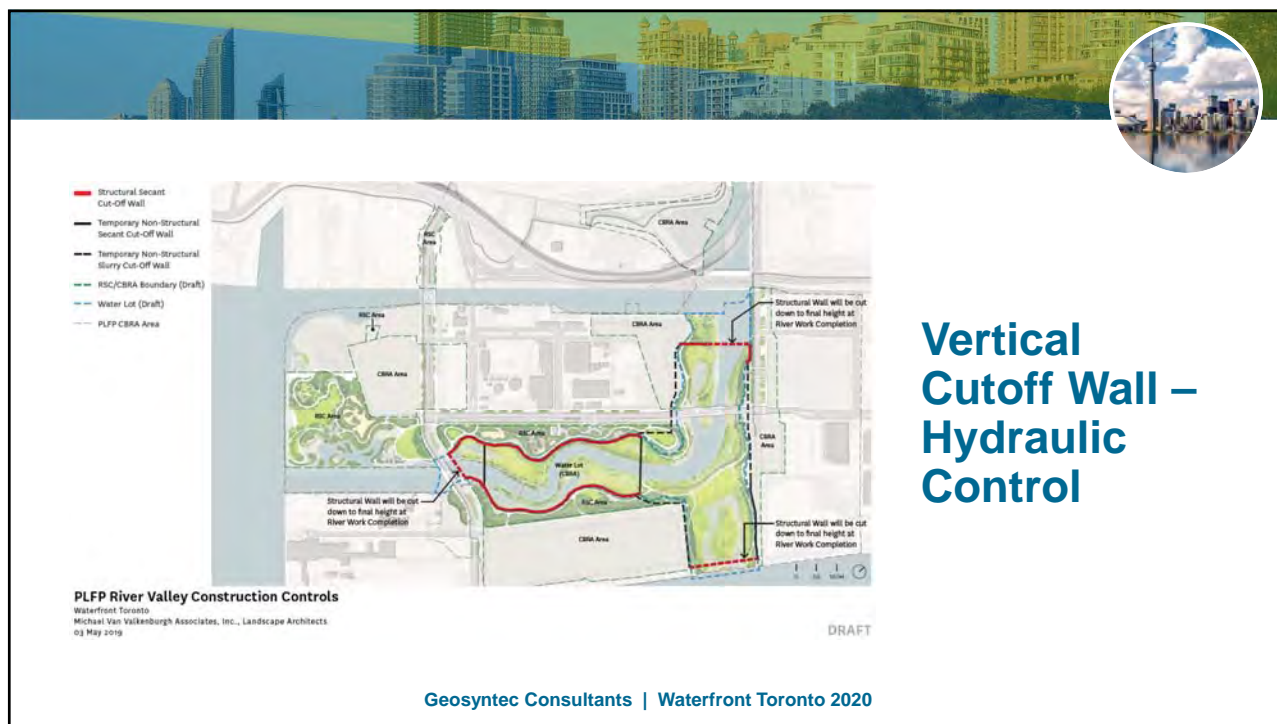 Structural Secant
Cut-Off Wall
Temporary Non-Structural
Secant Cut-Off Wall
Temporary Non-Structural
Slurry Cut-Off Wall
RSC/CBRA Boundary (Draft)
Water Lot (Draft)
PLFP CBRA Area
CBRA Area
RSC
Area
RSC Area
CBRA Area
CBRA Area
Structural Wall will be cut
down to final height at
River Work Completion
RSC Area
RSC Area
CBRA
Area
Water Lot
(CBRA)
Structural Wall will be cut
down to final height at
River Work Completion
RSC Area
CBRA Area
Structural Wall will be cut
down to final height at
River Work Completion
PLFP River Valley Construction Controls
Waterfront Toronto
Michael Van Valkenburgh Associates, Inc., Landscape Architects
03 May 2019
DRAFT
Vertical
Cutoff Wall –
Hydraulic
Control
Geosyntec Consultants | Waterfront Toronto 2020